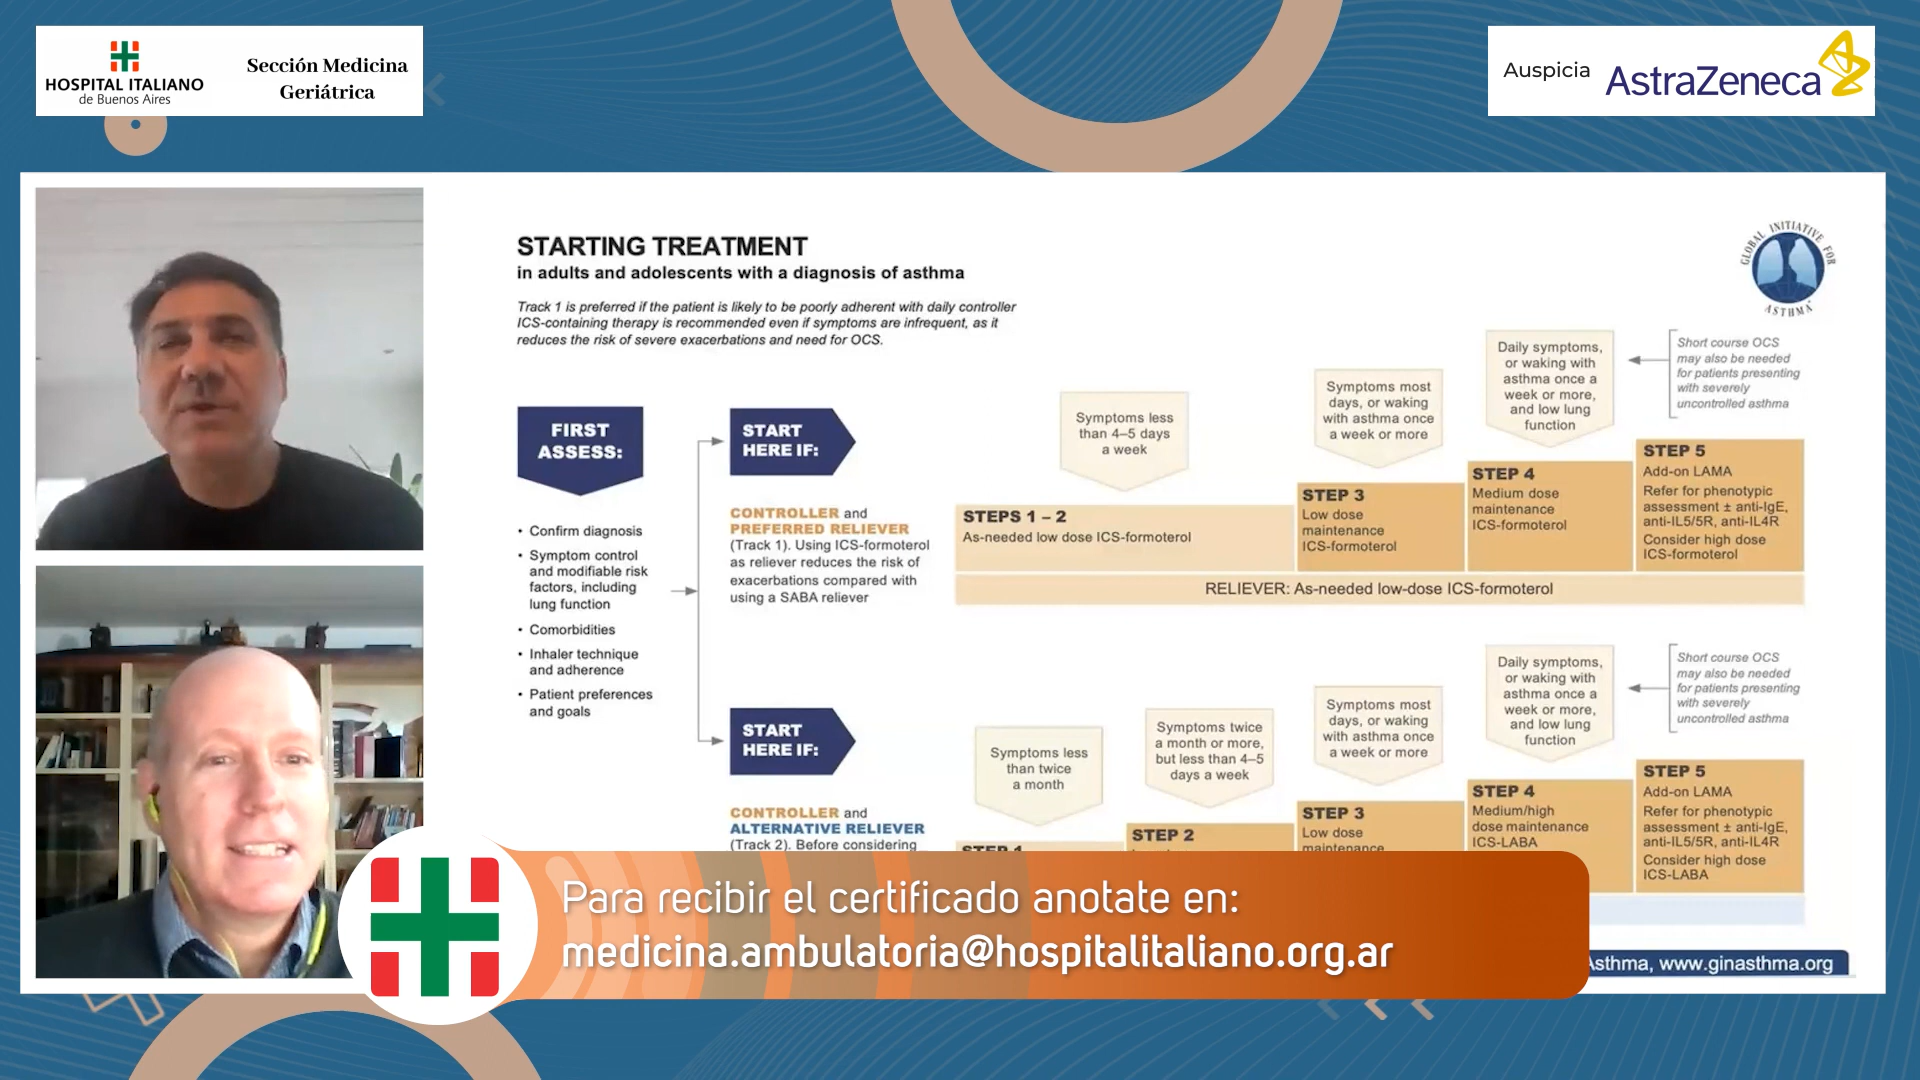 HOSPITAL ITALIANO
de Buenos Aires
Sección Medicina
Geriátrica
Auspicia
AstraZeneca
STARTING TREATMENT
in adults and adolescents with a diagnosis of asthma
Track 1 is preferred if the patient is likely to be poorly adherent with daily controller
ICS-containing therapy is recommended even if symptoms are infrequent, as it
reduces the risk of severe exacerbations and need for OCS.
GLOBAL INITIATIVE FOR
ASTHMA
FIRST
ASSESS:
• Confirm diagnosis
• Symptom control
and modifiable risk
factors, including
lung function
• Comorbidities
• Inhaler technique
and adherence
• Patient preferences
and goals
START
HERE IF:
CONTROLLER and
PREFERRED RELIEVER
(Track 1). Using ICS-formoterol
as reliever reduces the risk of
exacerbations compared with
using a SABA reliever
Symptoms less
than 4–5 days
a week
Symptoms most
days, or waking
with asthma once
a week or more
Daily symptoms,
or waking with
asthma once a
week or more,
and low lung
function
Short course OCS
may also be needed
for patients presenting
with severely
uncontrolled asthma
STEPS 1 – 2
As-needed low dose ICS-formoterol
STEP 3
Low dose
maintenance
ICS-formoterol
STEP 4
Medium dose
maintenance
ICS-formoterol
STEP 5
Add-on LAMA
Refer for phenotypic
assessment ± anti-IgE,
anti-IL5/5R, anti-IL4R
Consider high dose
ICS-formoterol
RELIEVER: As-needed low-dose ICS-formoterol
START
HERE IF:
CONTROLLER and
ALTERNATIVE RELIEVER
(Track 2). Before considering
Symptoms less
than twice
a month
Symptoms twice
a month or more,
but less than 4–5
days a week
Symptoms most
days, or waking
with asthma once
a week or more
Daily symptoms,
or waking with
asthma once a
week or more,
and low lung
function
Short course OCS
may also be needed
for patients presenting
with severely
uncontrolled asthma
STEP 1
STEP 2
STEP 3
Low dose
maintenance
STEP 4
Medium/high
dose maintenance
ICS-LABA
STEP 5
Add-on LAMA
Refer for phenotypic
assessment ± anti-IgE,
anti-IL5/5R, anti-IL4R
Consider high dose
ICS-LABA
Para recibir el certificado anotate en:
medicina.ambulatoria@hospitalitaliano.org.ar
Asthma, www.ginasthma.org